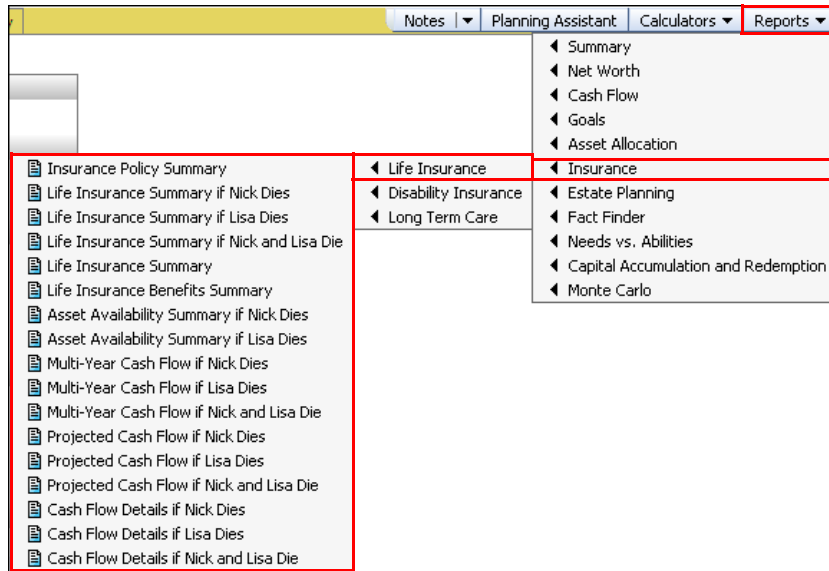 Notes Planning Assistant Calculators Reports
Summary
Net Worth
Cash Flow
Goals
Asset Allocation
Insurance
Estate Planning
Fact Finder
Needs vs. Abilities
Capital Accumulation and Redemption
Monte Carlo
Life Insurance
Disability Insurance
Long Term Care
Insurance Policy Summary
Life Insurance Summary if Nick Dies
Life Insurance Summary if Lisa Dies
Life Insurance Summary if Nick and Lisa Die
Life Insurance Summary
Life Insurance Benefits Summary
Asset Availability Summary if Nick Dies
Asset Availability Summary if Lisa Dies
Multi-Year Cash Flow if Nick Dies
Multi-Year Cash Flow if Lisa Dies
Multi-Year Cash Flow if Nick and Lisa Die
Projected Cash Flow if Nick Dies
Projected Cash Flow if Lisa Dies
Projected Cash Flow if Nick and Lisa Die
Cash Flow Details if Nick Dies
Cash Flow Details if Lisa Dies
Cash Flow Details if Nick and Lisa Die